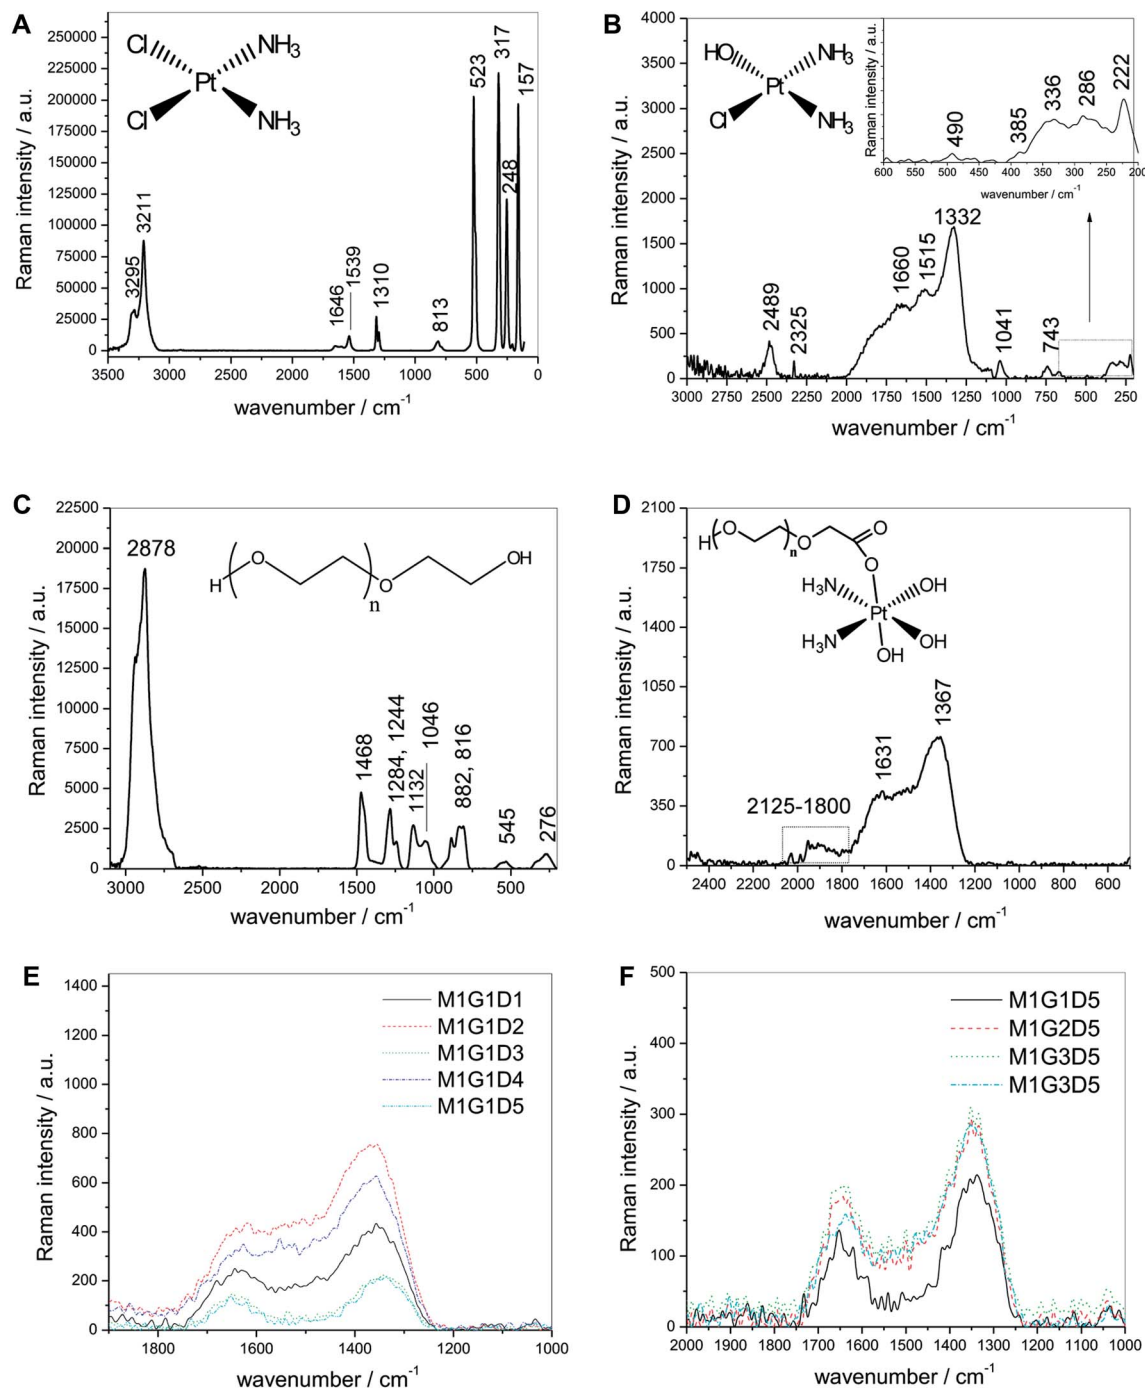 A
Raman intensity / a.u.
250000
225000
200000
175000
150000
125000
100000
75000
50000
25000
0
Cl
NH3
Pt
Cl
NH3
3295
3211
1646
1539
1310
813
523
317
248
157
3500 3000 2500 2000 1500 1000 500 0
wavenumber / cm-1
B
Raman intensity / a.u.
4000
3500
3000
2500
2000
1500
1000
500
0
HO
NH3
Pt
Cl
NH3
Raman intensity / a.u.
490
385
336
286
222
600 550 500 450 400 350 300 250 200
wavenumber / cm-1
2489
2325
1660
1515
1332
1041
743
3000 2750 2500 2250 2000 1750 1500 1250 1000 750 500 250
wavenumber / cm-1
C
Raman intensity / a.u.
22500
20000
17500
15000
12500
10000
7500
5000
2500
0
H ( O ) n O OH
2878
1468
1284, 1244
1132
1046
882, 816
545
276
3000 2500 2000 1500 1000 500
wavenumber / cm-1
D
Raman intensity / a.u.
2100
1750
1400
1050
700
350
0
H ( O ) n O O
O
H3N OH
Pt
H3N OH
OH
2125-1800
1631
1367
2400 2200 2000 1800 1600 1400 1200 1000 800 600
wavenumber / cm-1
E
Raman intensity / a.u.
1400
1200
1000
800
600
400
200
0
M1G1D1
M1G1D2
M1G1D3
M1G1D4
M1G1D5
1800 1600 1400 1200 1000
wavenumber / cm-1
F
Raman intensity / a.u.
500
400
300
200
100
0
M1G1D5
M1G2D5
M1G3D5
M1G3D5
2000 1900 1800 1700 1600 1500 1400 1300 1200 1100 1000
wavenumber / cm-1